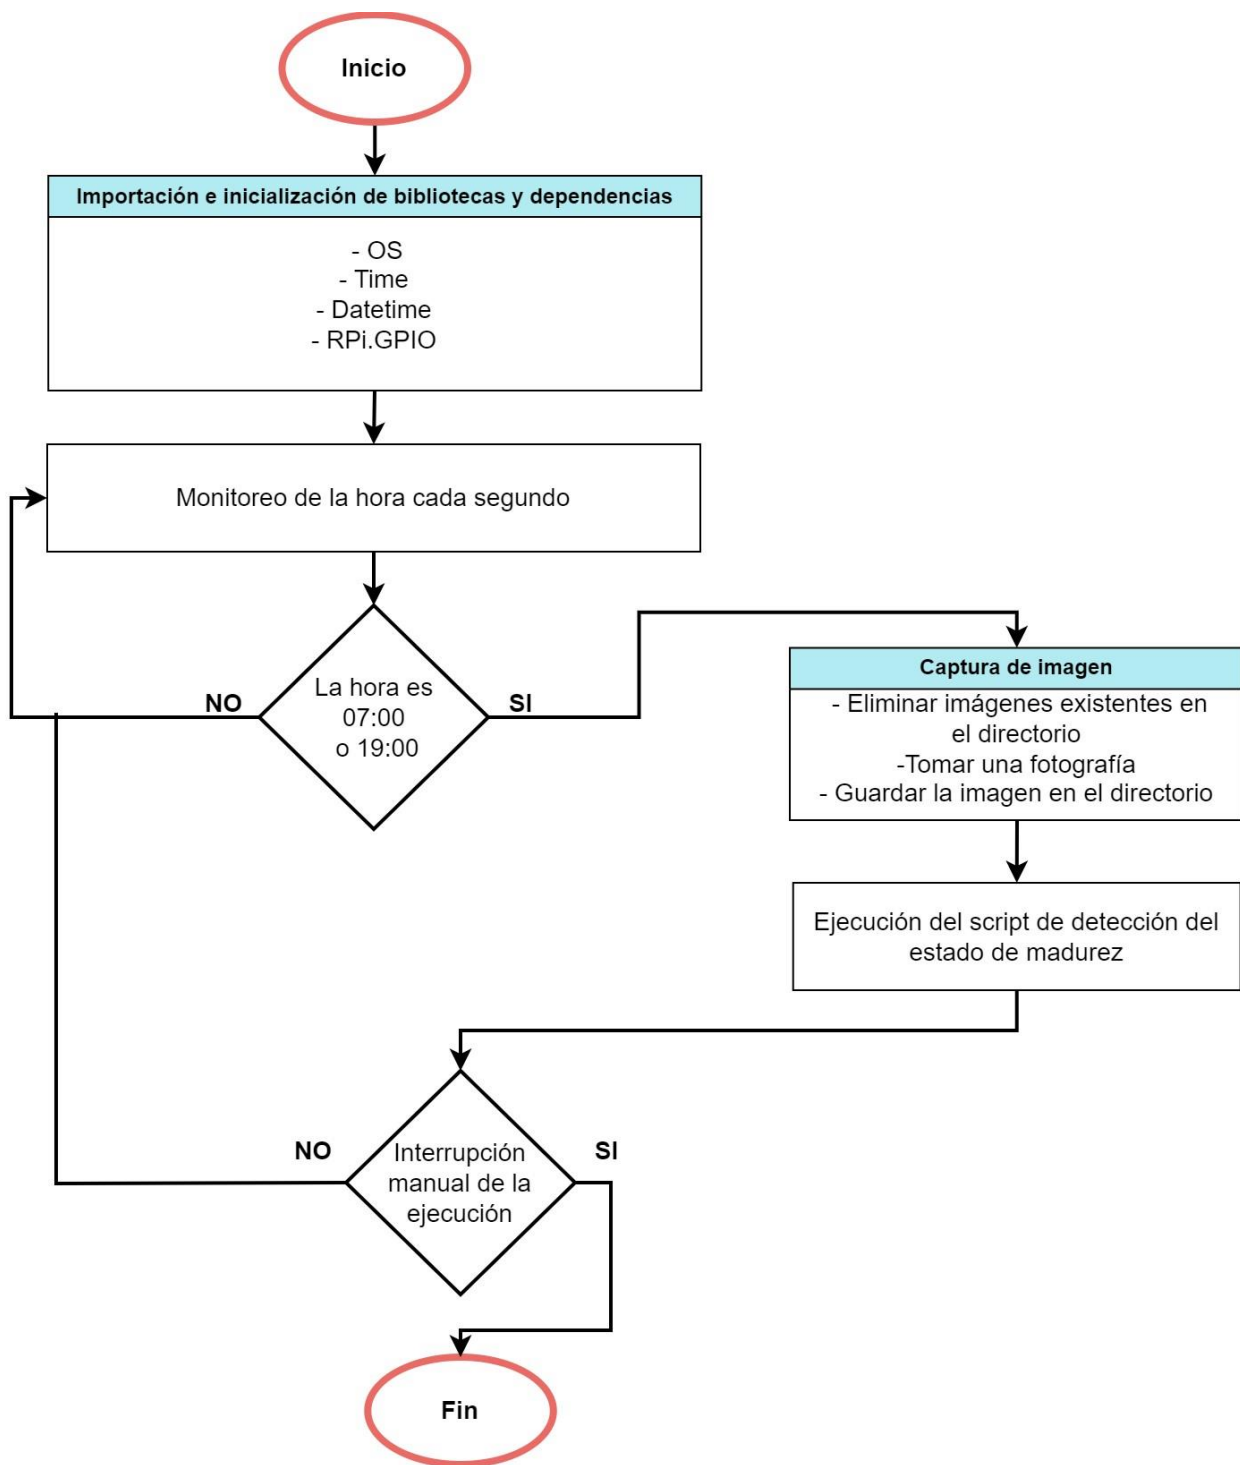 Inicio
Importación e inicialización de bibliotecas y dependencias
- OS
- Time
- Datetime
- RPi.GPIO
Monitoreo de la hora cada segundo
La hora es
07:00
o 19:00
NO
SI
Captura de imagen
- Eliminar imágenes existentes en
el directorio
-Tomar una fotografía
- Guardar la imagen en el directorio
Ejecución del script de detección del
estado de madurez
NO
SI
Interrupción
manual de la
ejecución
Fin